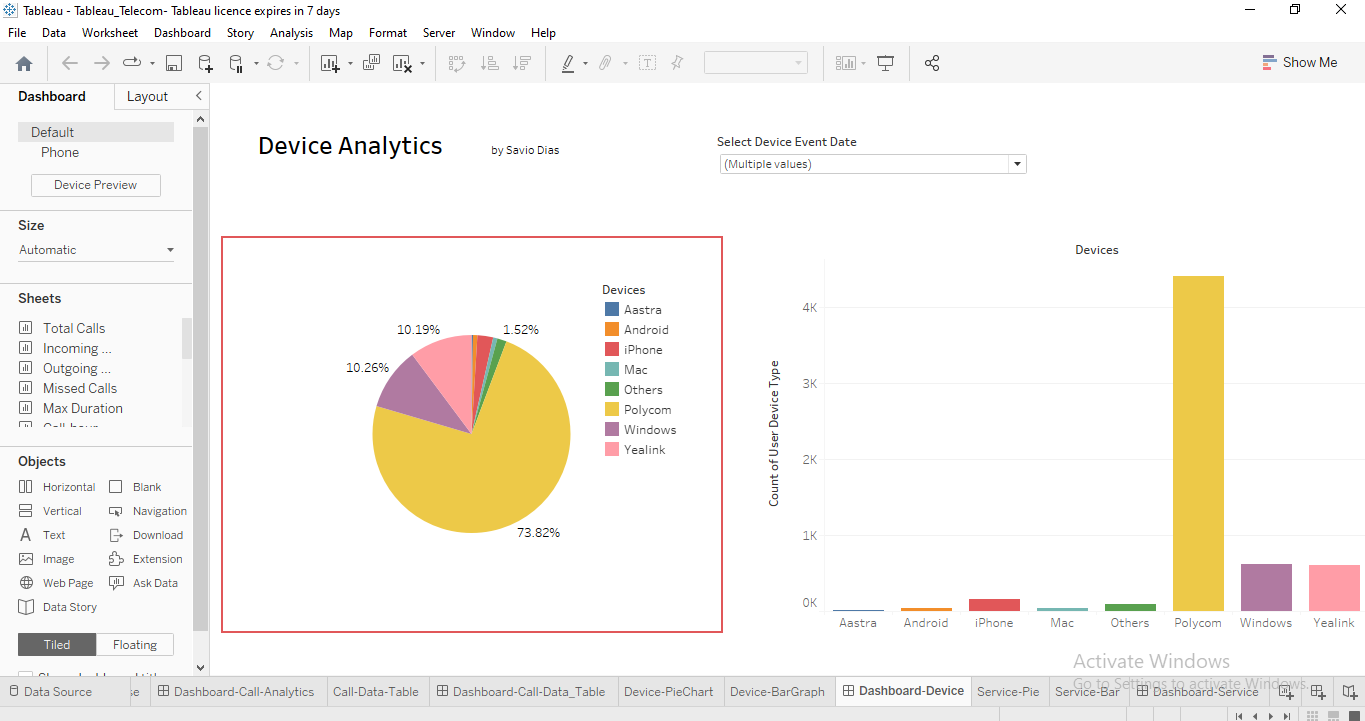 Tableau - Tableau_Telecom- Tableau licence expires in 7 days
File Data Worksheet Dashboard Story Analysis Map Format Server Window Help
Show Me
Dashboard Layout
Default
Phone
Device Preview
Size
Automatic
Sheets
Total Calls
Incoming ...
Outgoing ...
Missed Calls
Max Duration
Objects
Horizontal Blank
Vertical Navigation
Text Download
Image Extension
Web Page Ask Data
Data Story
Tiled Floating
Device Analytics by Savio Dias
Select Device Event Date
(Multiple values)
Devices
Aastra
Android
iPhone
Mac
Others
Polycom
Windows
Yealink
10.19% 1.52%
10.26%
73.82%
Devices
Count of User Device Type
4K
3K
2K
1K
0K
Aastra Android iPhone Mac Others Polycom Windows Yealink
Activate Windows
Go to Settings to activate Windows.
Data Source se Dashboard-Call-Analytics Call-Data-Table Dashboard-Call-Data_Table Device-PieChart Device-BarGraph Dashboard-Device Service-Pie Service-Bar Dashboard-Service